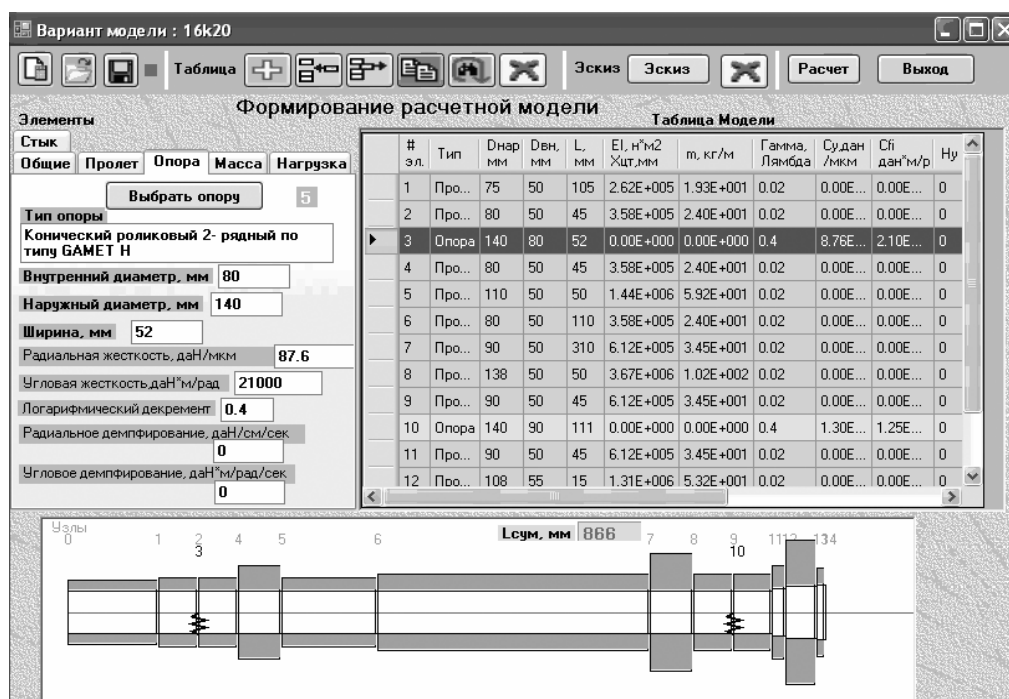 Вариант модели : 16k20
Таблица Эскиз Эскиз Расчет Выход
Формирование расчетной модели
Элементы Таблица Модели
Стык
Общие Пролет Опора Масса Нагрузка
Выбрать опору 5
Тип опоры
Конический роликовый 2- рядный по
типу GAMET H
Внутренний диаметр, мм 80
Наружный диаметр, мм 140
Ширина, мм 52
Радиальная жесткость, даН/мкм 87.6
Угловая жесткость,даН*м/рад 21000
Логарифмический декремент 0.4
Радиальное демпфирование, даН/см/сек
0
Угловое демпфирование, даН*м/рад/сек
0
# эл. Тип Dнар мм Dвн, мм L, мм EI, н*м2 Xцт,мм m, кг/м Гамма, Лямбда Су,дан /мкм Cfi дан*м/р Ну
1 Про... 75 50 105 2.62E+005 1.93E+001 0.02 0.00E... 0.00E... 0
2 Про... 80 50 45 3.58E+005 2.40E+001 0.02 0.00E... 0.00E... 0
3 Опора 140 80 52 0.00E+000 0.00E+000 0.4 8.76E... 2.10E... 0
4 Про... 80 50 45 3.58E+005 2.40E+001 0.02 0.00E... 0.00E... 0
5 Про... 110 50 50 1.44E+006 5.92E+001 0.02 0.00E... 0.00E... 0
6 Про... 80 50 110 3.58E+005 2.40E+001 0.02 0.00E... 0.00E... 0
7 Про... 90 50 310 6.12E+005 3.45E+001 0.02 0.00E... 0.00E... 0
8 Про... 138 50 50 3.67E+006 1.02E+002 0.02 0.00E... 0.00E... 0
9 Про... 90 50 45 6.12E+005 3.45E+001 0.02 0.00E... 0.00E... 0
10 Опора 140 90 111 0.00E+000 0.00E+000 0.4 1.30E... 1.25E... 0
11 Про... 90 50 45 6.12E+005 3.45E+001 0.02 0.00E... 0.00E... 0
12 Про... 108 55 15 1.31E+006 5.32E+001 0.02 0.00E... 0.00E... 0
Узлы Lсум, мм 866
0 1 2 4 5 6 7 8 9 11 12 13 14
3 10